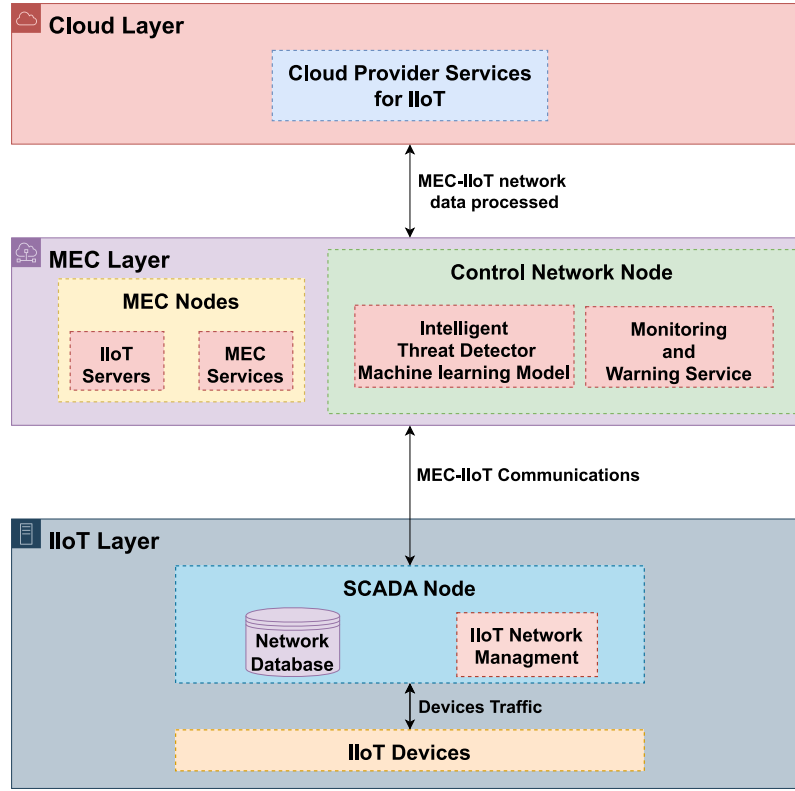 Cloud Layer
Cloud Provider Services
for IIoT
MEC-IIoT network
data processed
MEC Layer
MEC Nodes
IIoT
Servers
MEC
Services
Control Network Node
Intelligent
Threat Detector
Machine learning Model
Monitoring
and
Warning Service
MEC-IIoT Communications
IIoT Layer
SCADA Node
Network
Database
IIoT Network
Managment
Devices Traffic
IIoT Devices